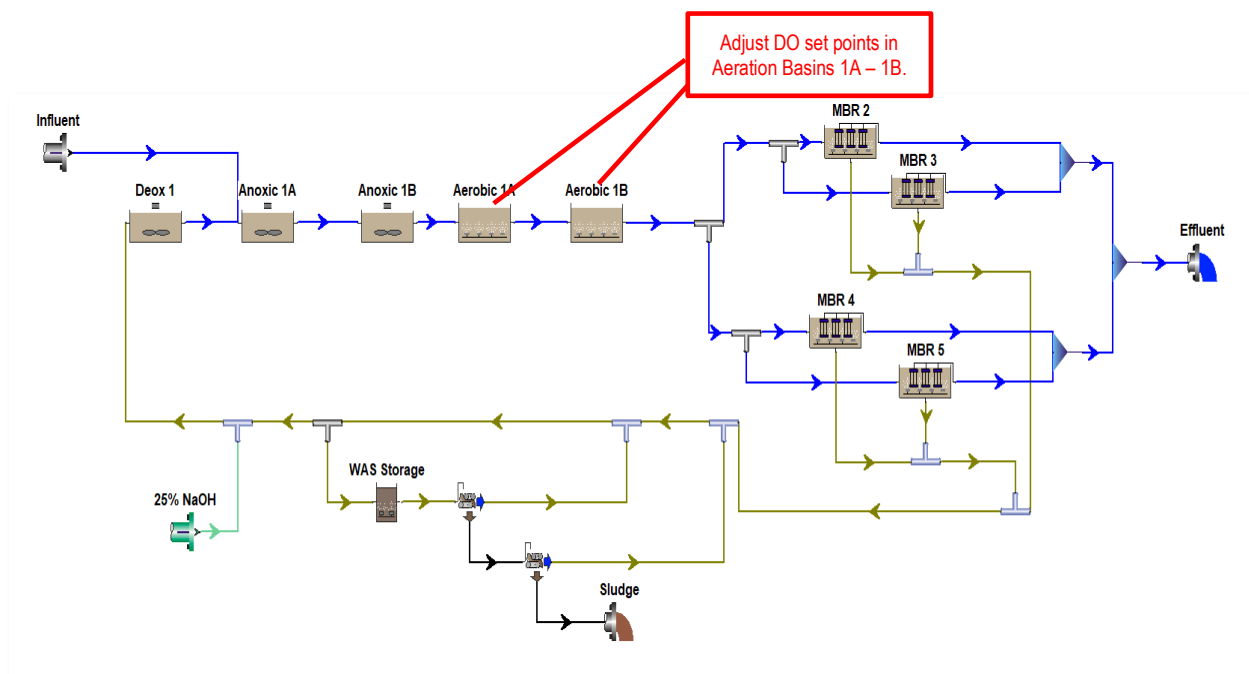 Adjust DO set points in
Aeration Basins 1A – 1B.
Influent
MBR 2
MBR 3
Deox 1
Anoxic 1A
Anoxic 1B
Aerobic 1A
Aerobic 1B
Effluent
MBR 4
MBR 5
WAS Storage
25% NaOH
Sludge